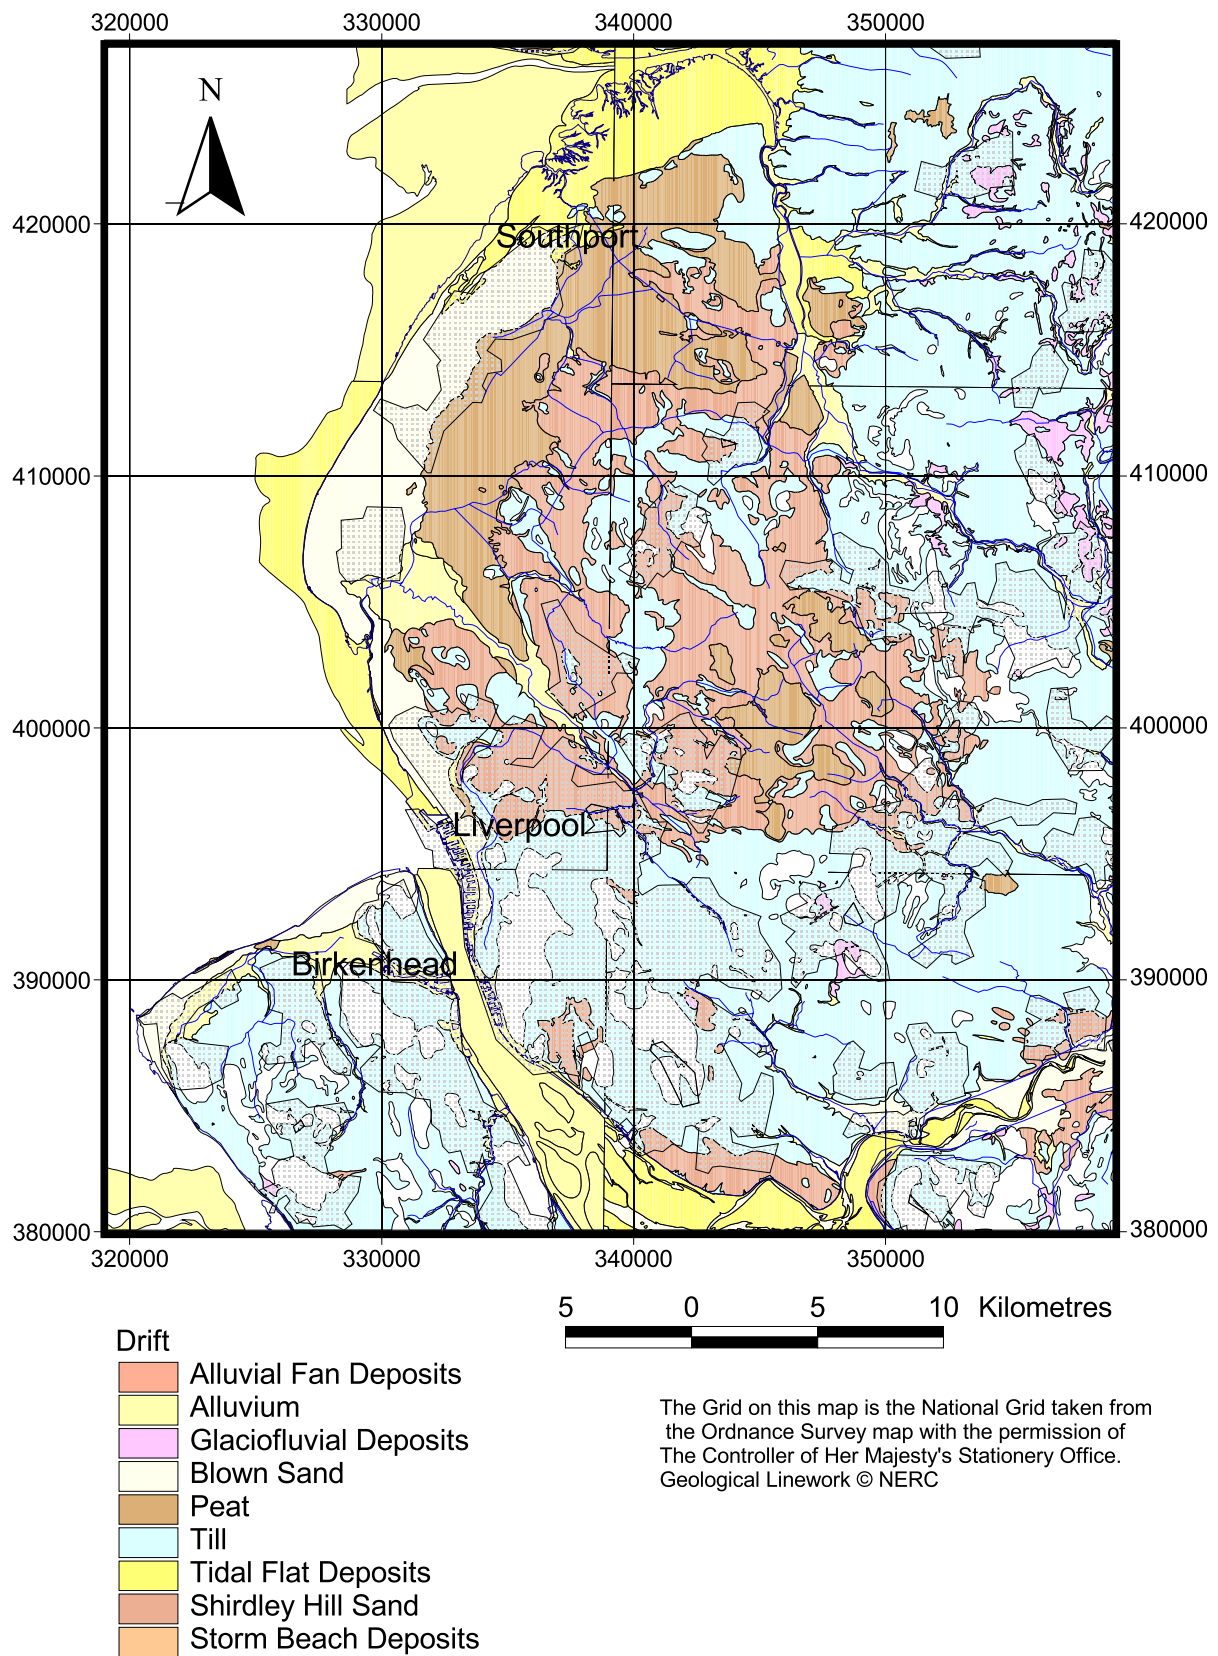 320000 330000 340000 350000
N
420000 420000
Southport
410000 410000
400000 400000
Liverpool
Birkenhead
390000 390000
380000 380000
320000 330000 340000 350000
5 0 5 10 Kilometres
Drift
Alluvial Fan Deposits
Alluvium
Glaciofluvial Deposits
Blown Sand
Peat
Till
Tidal Flat Deposits
Shirdley Hill Sand
Storm Beach Deposits
The Grid on this map is the National Grid taken from
the Ordnance Survey map with the permission of
The Controller of Her Majesty's Stationery Office.
Geological Linework © NERC